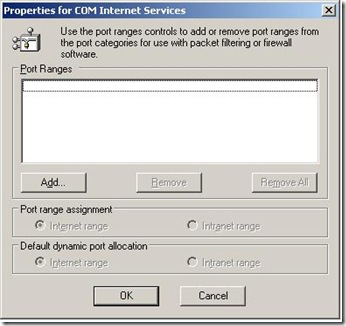 Properties for COM Internet Services
Use the port ranges controls to add or remove port ranges from
the port categories for use with packet filtering or firewall
software.
Port Ranges
Add...
Remove
Remove All
Port range assignment
Internet range
Intranet range
Default dynamic port allocation
Internet range
Intranet range
OK
Cancel